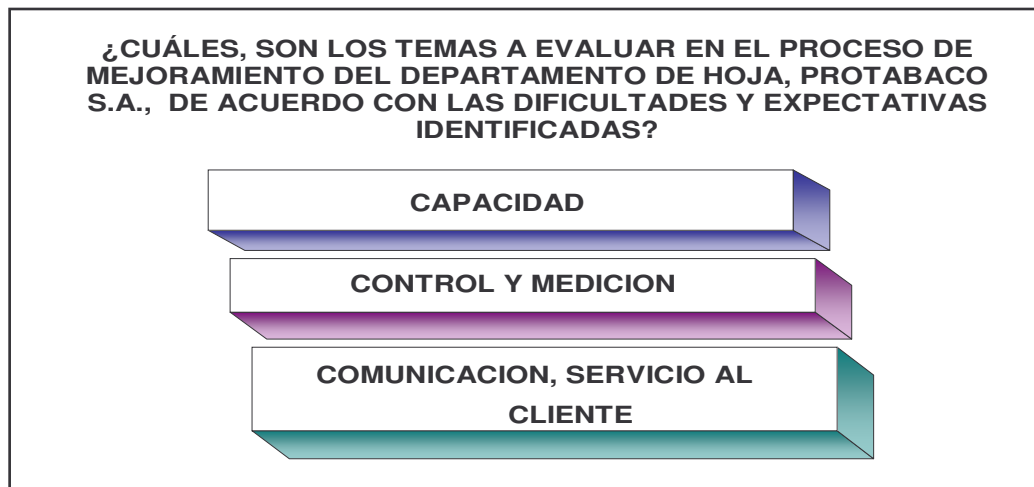 ¿CUÁLES, SON LOS TEMAS A EVALUAR EN EL PROCESO DE
MEJORAMIENTO DEL DEPARTAMENTO DE HOJA, PROTABACO
S.A., DE ACUERDO CON LAS DIFICULTADES Y EXPECTATIVAS
IDENTIFICADAS?
CAPACIDAD
CONTROL Y MEDICION
COMUNICACION, SERVICIO AL
CLIENTE